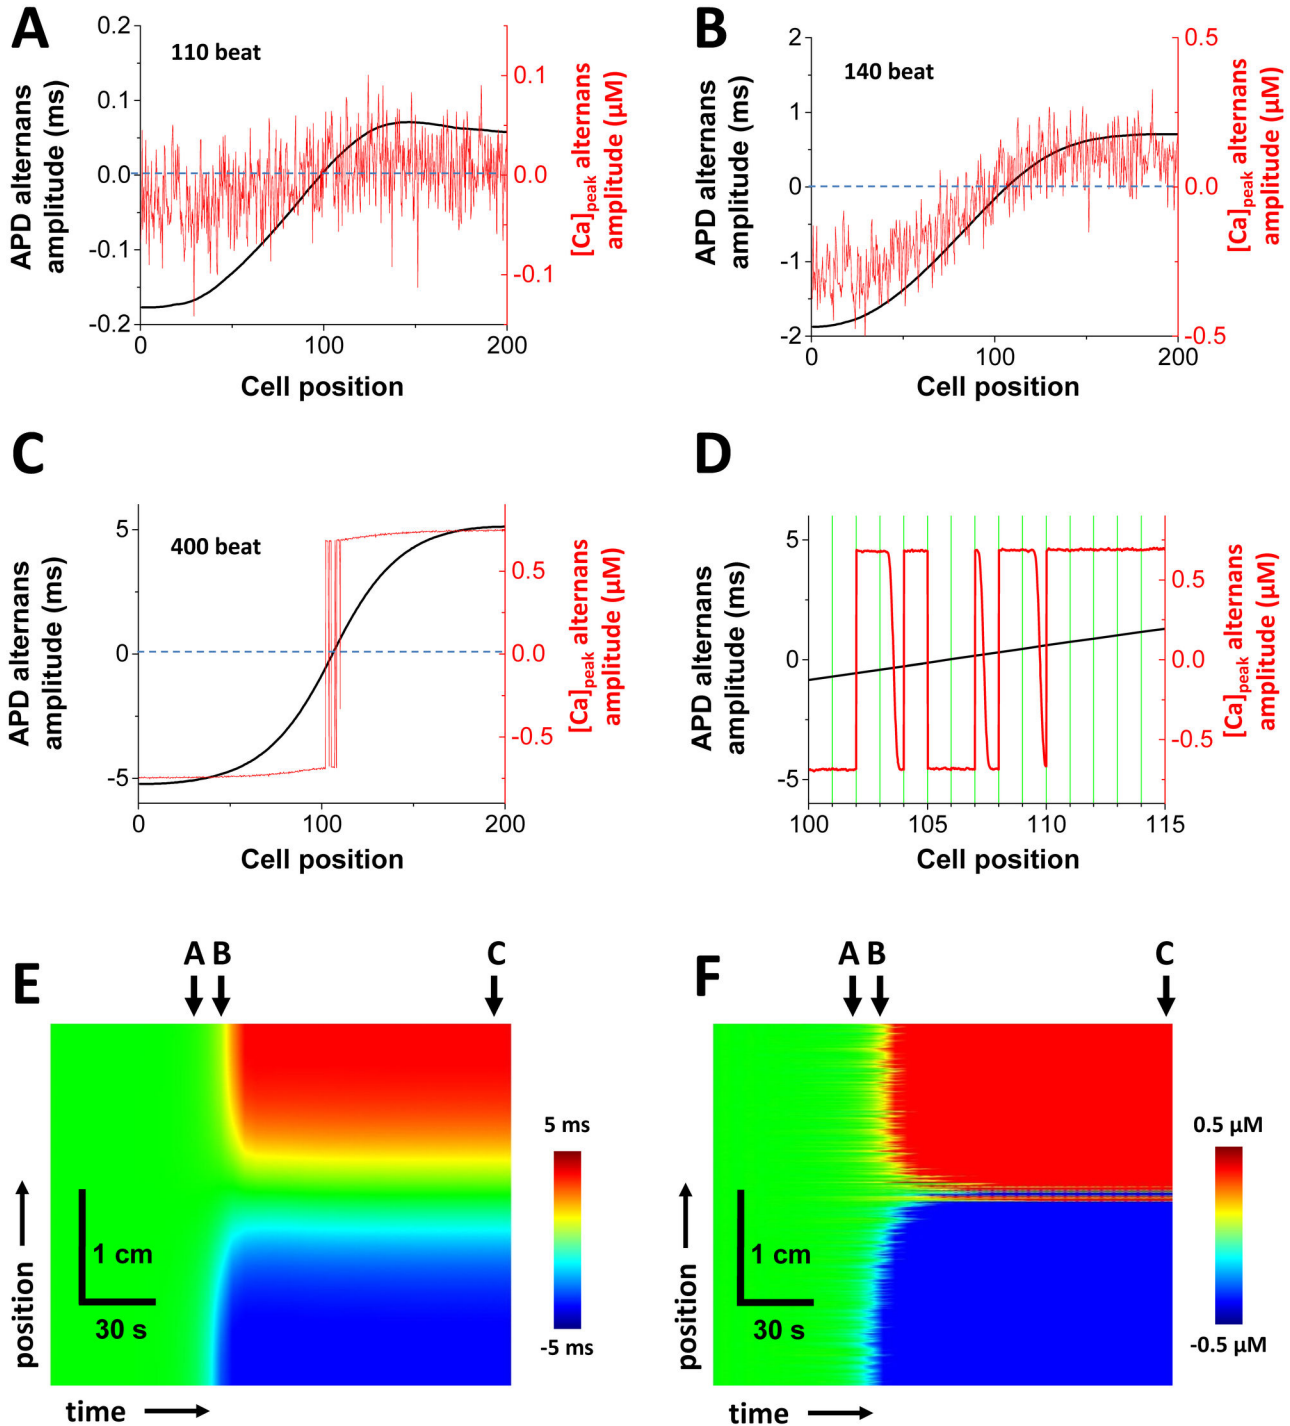 A
110 beat
APD alternans
amplitude (ms)
0.2
0.1
0.0
-0.1
-0.2
0.1
0.0
-0.1
[Ca]peak alternans
amplitude (µM)
0
100
200
Cell position
B
140 beat
APD alternans
amplitude (ms)
2
1
0
-1
-2
0.5
0.0
-0.5
[Ca]peak alternans
amplitude (µM)
0
100
200
Cell position
C
400 beat
APD alternans
amplitude (ms)
5
0
-5
0.5
0.0
-0.5
[Ca]peak alternans
amplitude (µM)
0
100
200
Cell position
D
APD alternans
amplitude (ms)
5
0
-5
0.5
0.0
-0.5
[Ca]peak alternans
amplitude (µM)
100
105
110
115
Cell position
E
A B C
position
1 cm
30 s
time
5 ms
-5 ms
F
A B C
position
1 cm
30 s
time
0.5 µM
-0.5 µM